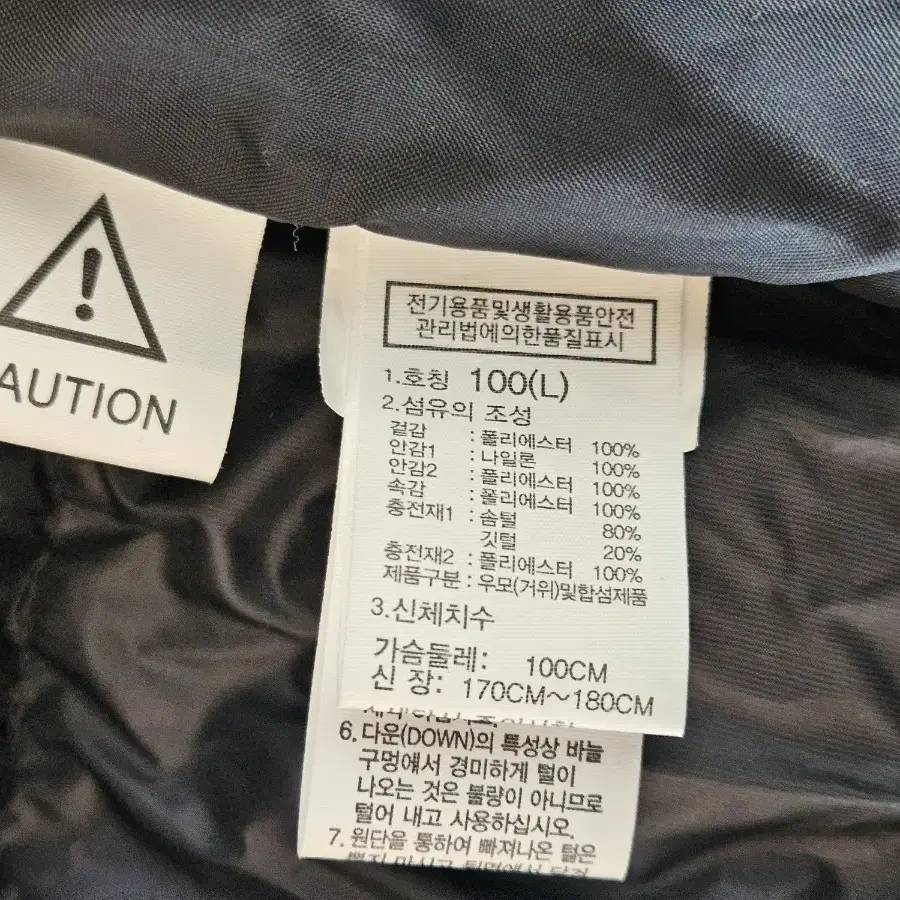 AUTION
전기용품및생활용품안전
관리법에의한품질표시
1.호칭 100(L)
2.섬유의 조성
겉감 : 폴리에스터 100%
안감1 : 나일론 100%
안감2 : 폴리에스터 100%
속감 : 폴리에스터 100%
충전재1 : 솜털 80%
깃털 20%
충전재2 : 폴리에스터 100%
제품구분 : 우모(거위)및합섬제품
3.신체치수
가슴둘레: 100CM
신 장: 170CM~180CM
6.다운(DOWN)의 특성상 바늘
구멍에서 경미하게 털이
나오는 것은 불량이 아니므로
털어 내고 사용하십시오.
7.원단을 통하여 빠져나온 털은